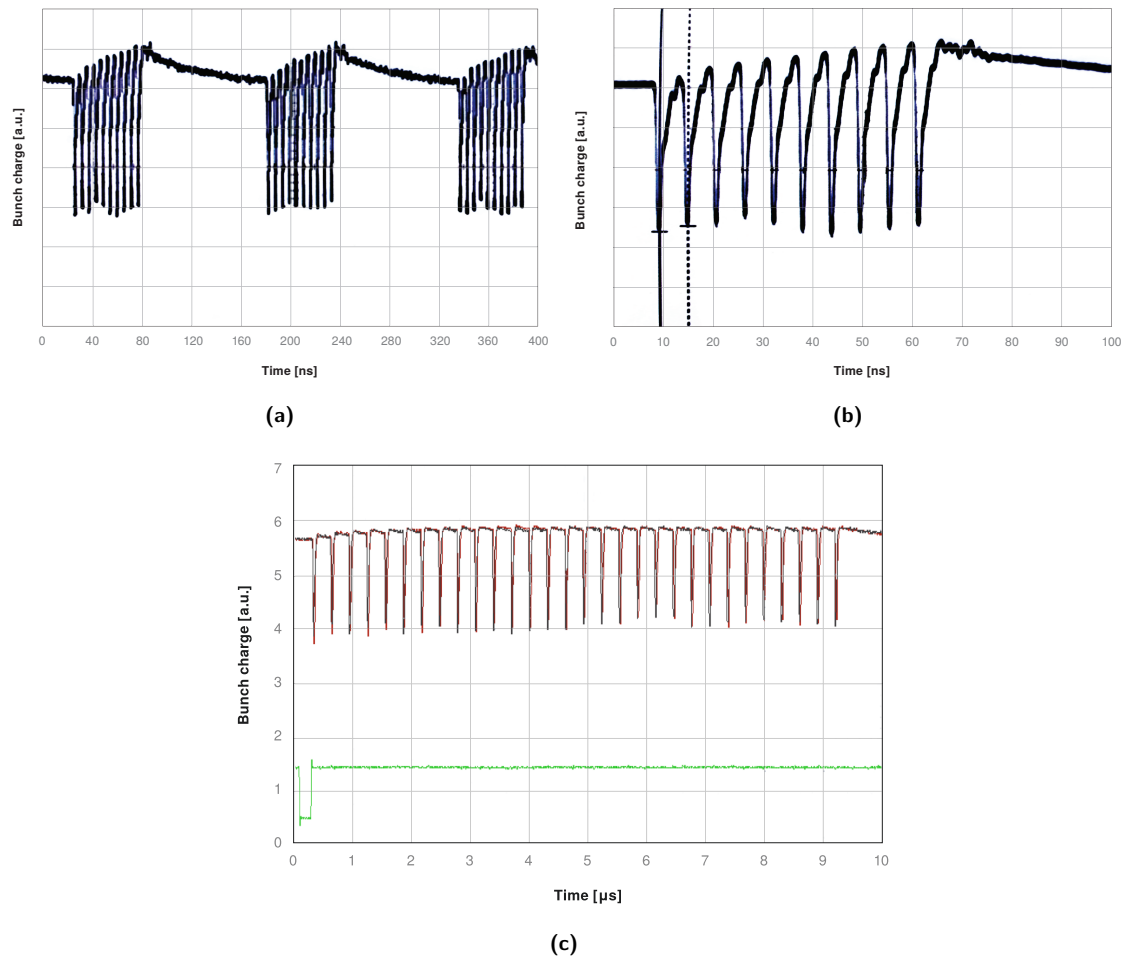 Bunch charge [a.u.]
0 40 80 120 160 200 240 280 320 360 400
Time [ns]
(a)
Bunch charge [a.u.]
0 10 20 30 40 50 60 70 80 90 100
Time [ns]
(b)
Bunch charge [a.u.]
7
6
5
4
3
2
1
0
0 1 2 3 4 5 6 7 8 9 10
Time [µs]
(c)